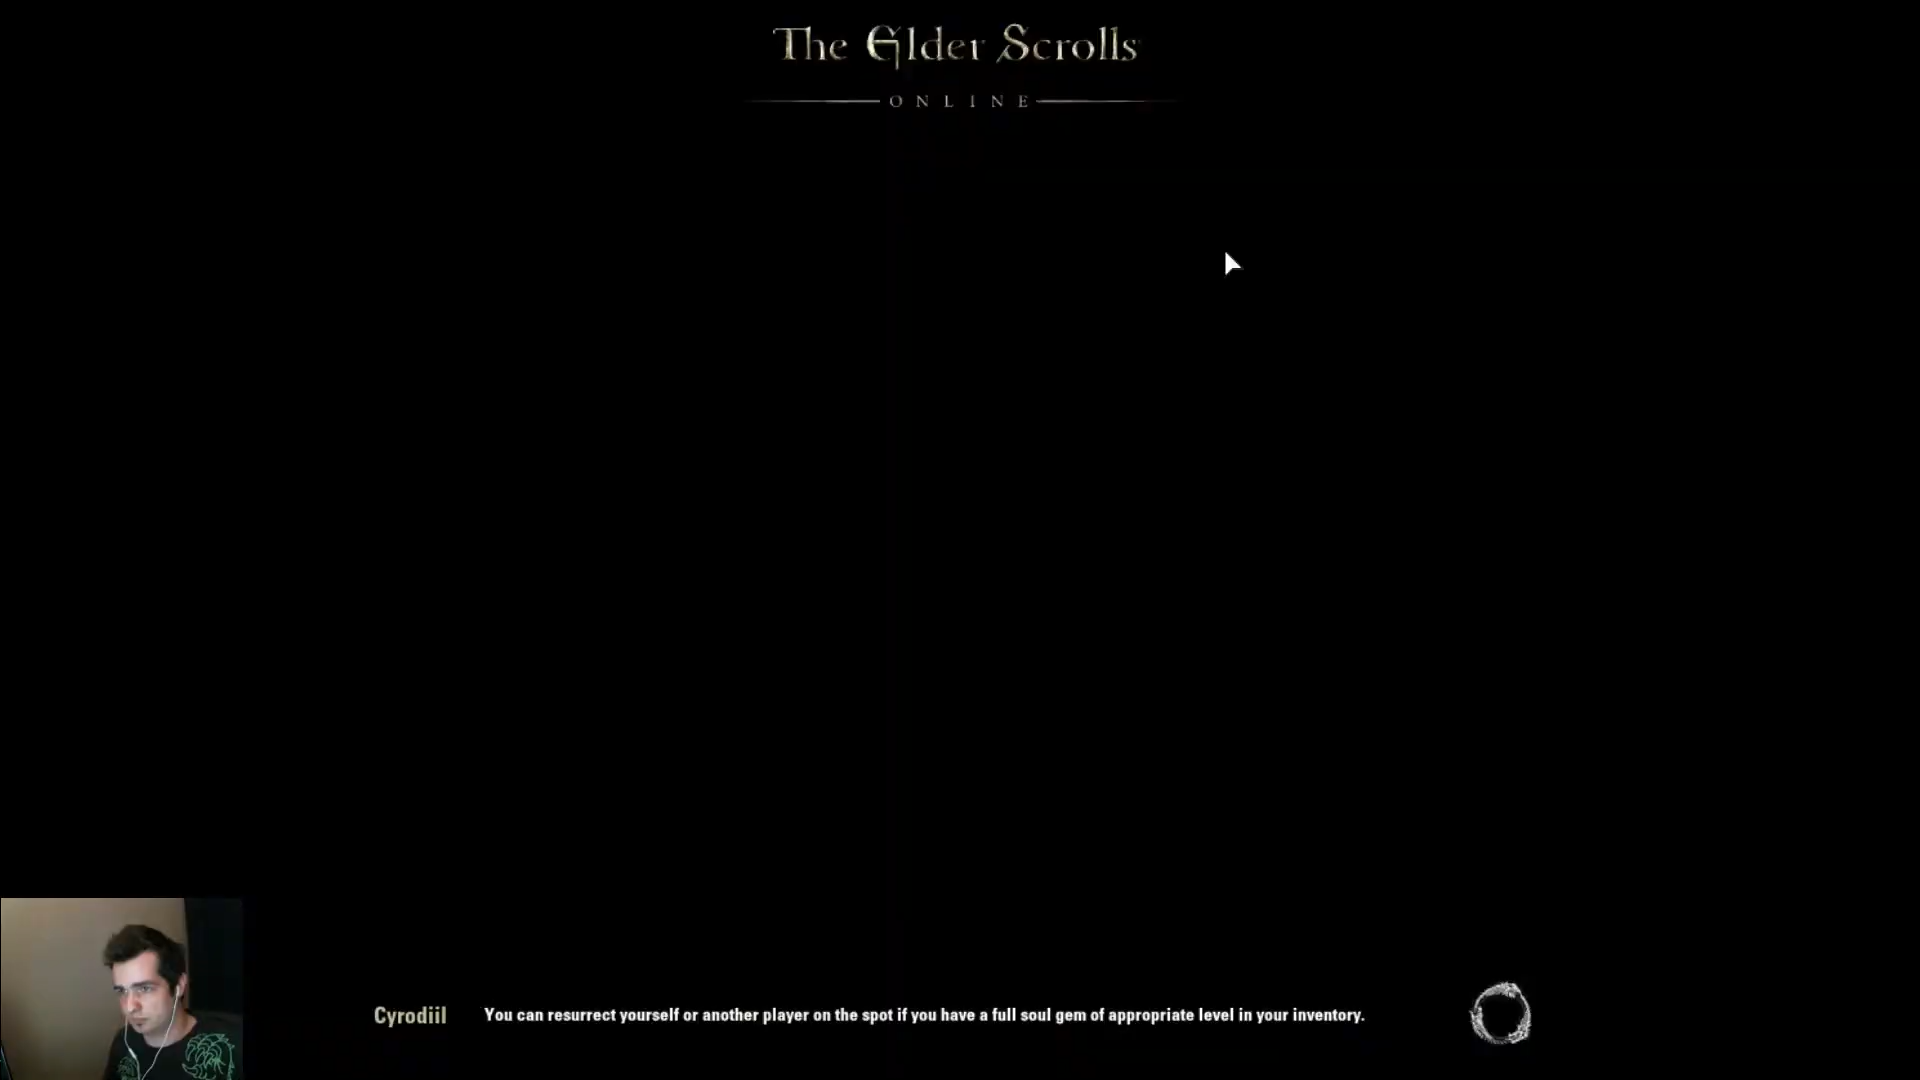 The Elder Scrolls
ONLINE
Cyrodiil You can resurrect yourself or another player on the spot if you have a full soul gem of appropriate level in your inventory.